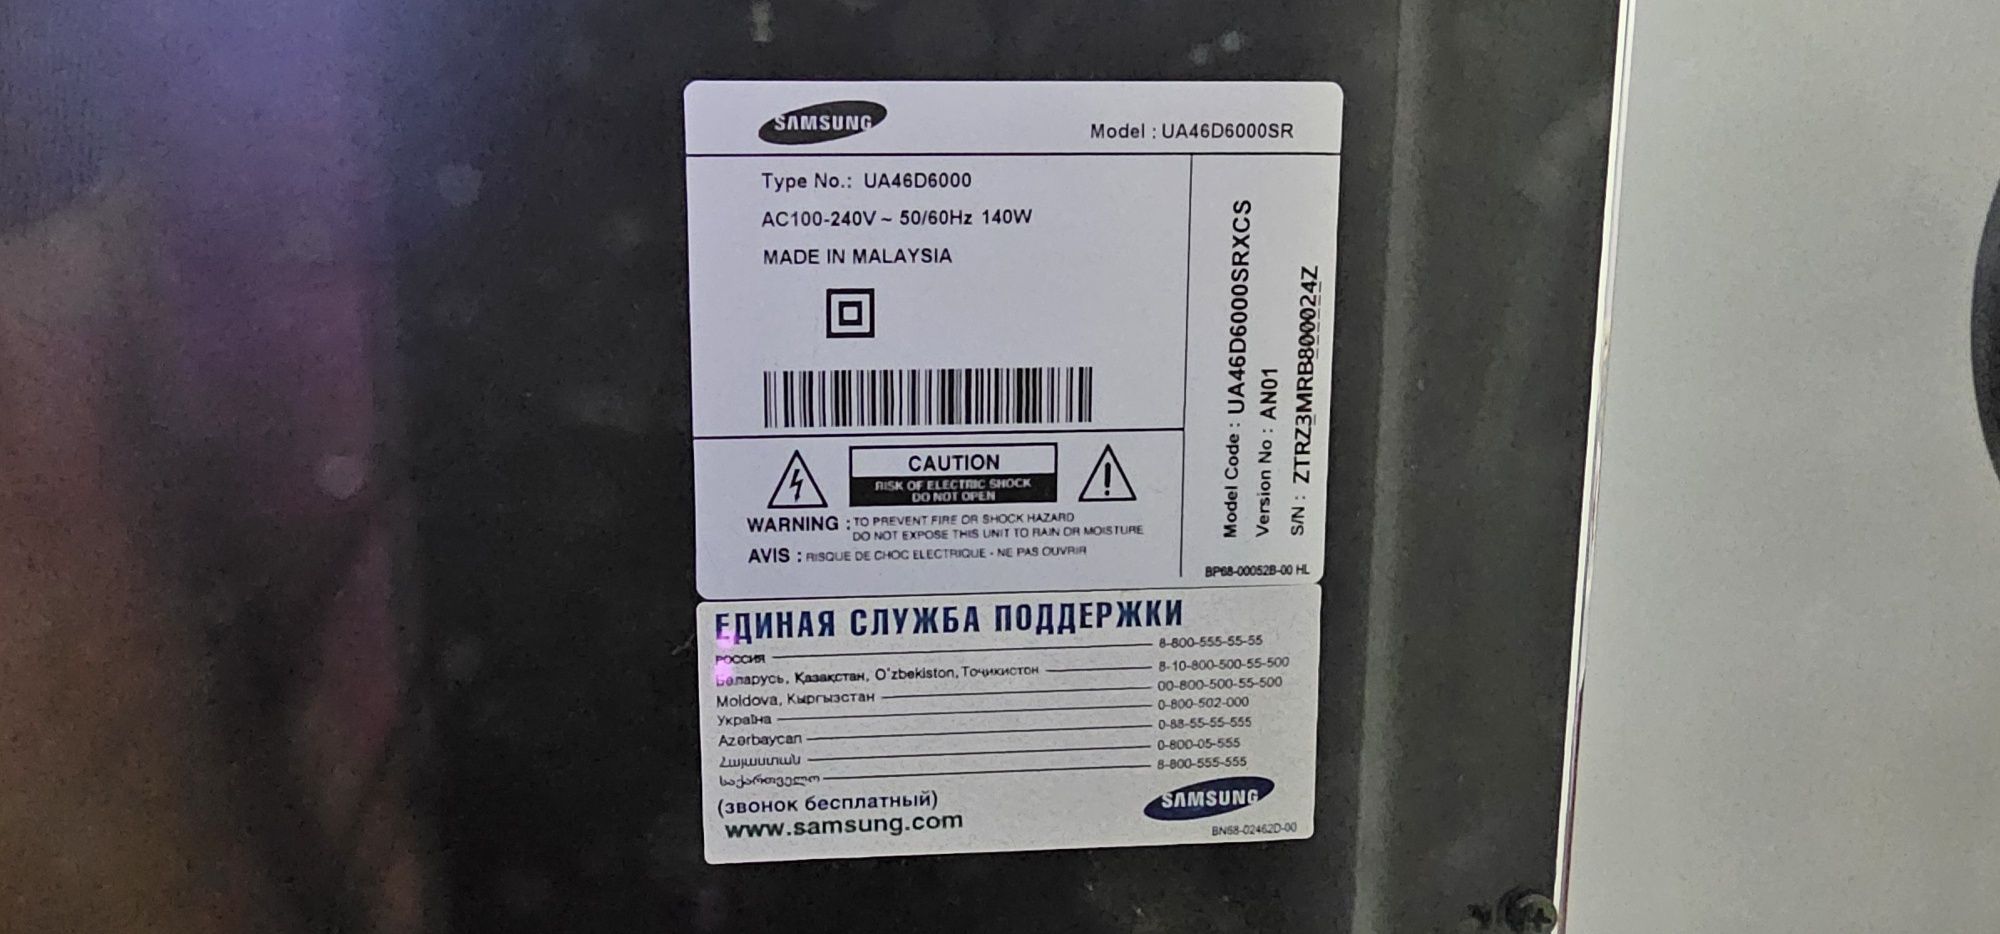 SAMSUNG
Model : UA46D6000SR
Type No.: UA46D6000
AC100-240V ~ 50/60Hz 140W
MADE IN MALAYSIA
CAUTION
RISK OF ELECTRIC SHOCK
DO NOT OPEN
WARNING : TO PREVENT FIRE OR SHOCK HAZARD
DO NOT EXPOSE THIS UNIT TO RAIN OR MOISTURE
AVIS : RISQUE DE CHOC ELECTRIQUE - NE PAS OUVRIR
Model Code : UA46D6000SRXCS
Version No : AN01
S/N : ZTRZ3MRB800024Z
BP68-00052B-00 HL
ЕДИНАЯ СЛУЖБА ПОДДЕРЖКИ
РОССИЯ 8-800-555-55-55
Беларусь, Қазақстан, O'zbekiston, Тоҷикистон 8-10-800-500-55-500
Moldova, Кыргызстан 00-800-500-55-500
Україна 0-800-502-000
Azərbaycan 0-88-55-55-555
Հայաստան 0-800-05-555
საქართველო 8-800-555-555
(звонок бесплатный)
www.samsung.com
SAMSUNG
BN68-02462D-00